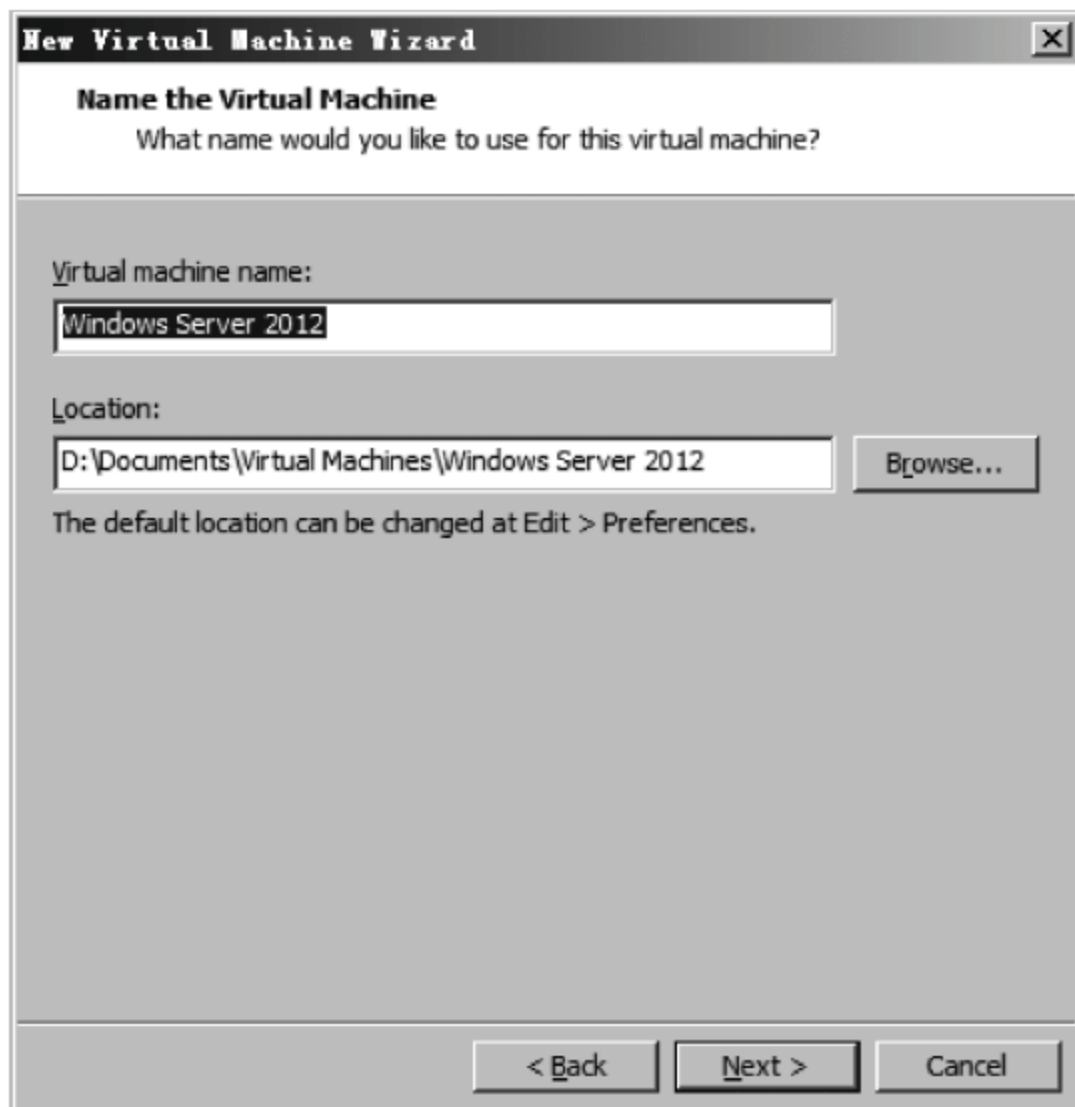 New Virtual Machine Wizard
Name the Virtual Machine
What name would you like to use for this virtual machine?
Virtual machine name:
Windows Server 2012
Location:
D:\Documents\Virtual Machines\Windows Server 2012
Browse...
The default location can be changed at Edit > Preferences.
< Back Next > Cancel